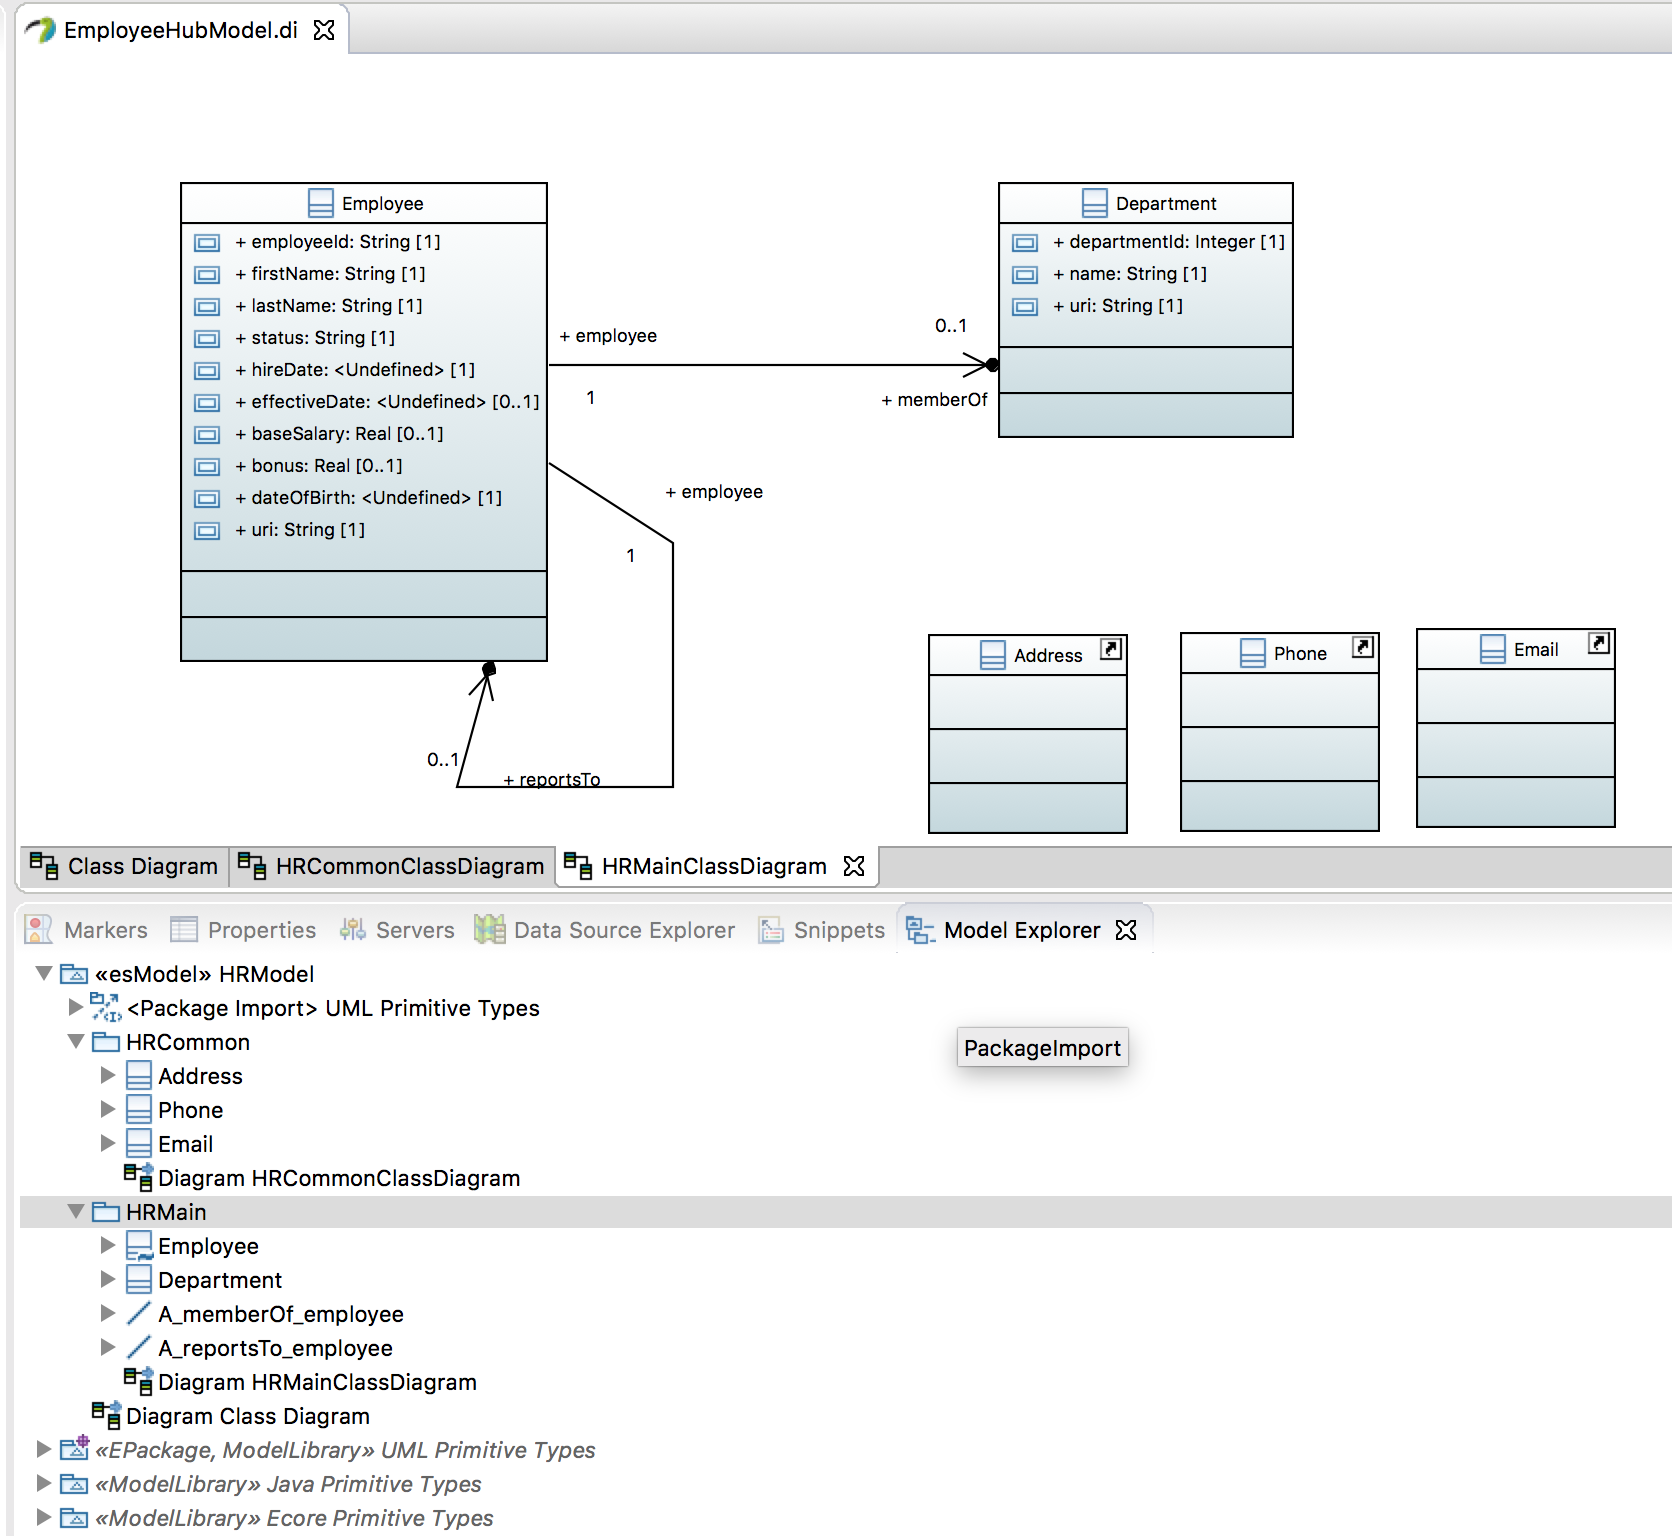 EmployeeHubModel.di
Employee
+ employeeId: String [1]
+ firstName: String [1]
+ lastName: String [1]
+ status: String [1]
+ hireDate: <Undefined> [1]
+ effectiveDate: <Undefined> [0..1]
+ baseSalary: Real [0..1]
+ bonus: Real [0..1]
+ dateOfBirth: <Undefined> [1]
+ uri: String [1]
Department
+ departmentId: Integer [1]
+ name: String [1]
+ uri: String [1]
+ employee
0..1
1
+ memberOf
+ employee
1
0..1
+ reportsTo
Address
Phone
Email
Class Diagram
HRCommonClassDiagram
HRMainClassDiagram
Markers
Properties
Servers
Data Source Explorer
Snippets
Model Explorer
«esModel» HRModel
<Package Import> UML Primitive Types
HRCommon
PackageImport
Address
Phone
Email
Diagram HRCommonClassDiagram
HRMain
Employee
Department
A_memberOf_employee
A_reportsTo_employee
Diagram HRMainClassDiagram
Diagram Class Diagram
«EPackage, ModelLibrary» UML Primitive Types
«ModelLibrary» Java Primitive Types
«ModelLibrary» Ecore Primitive Types